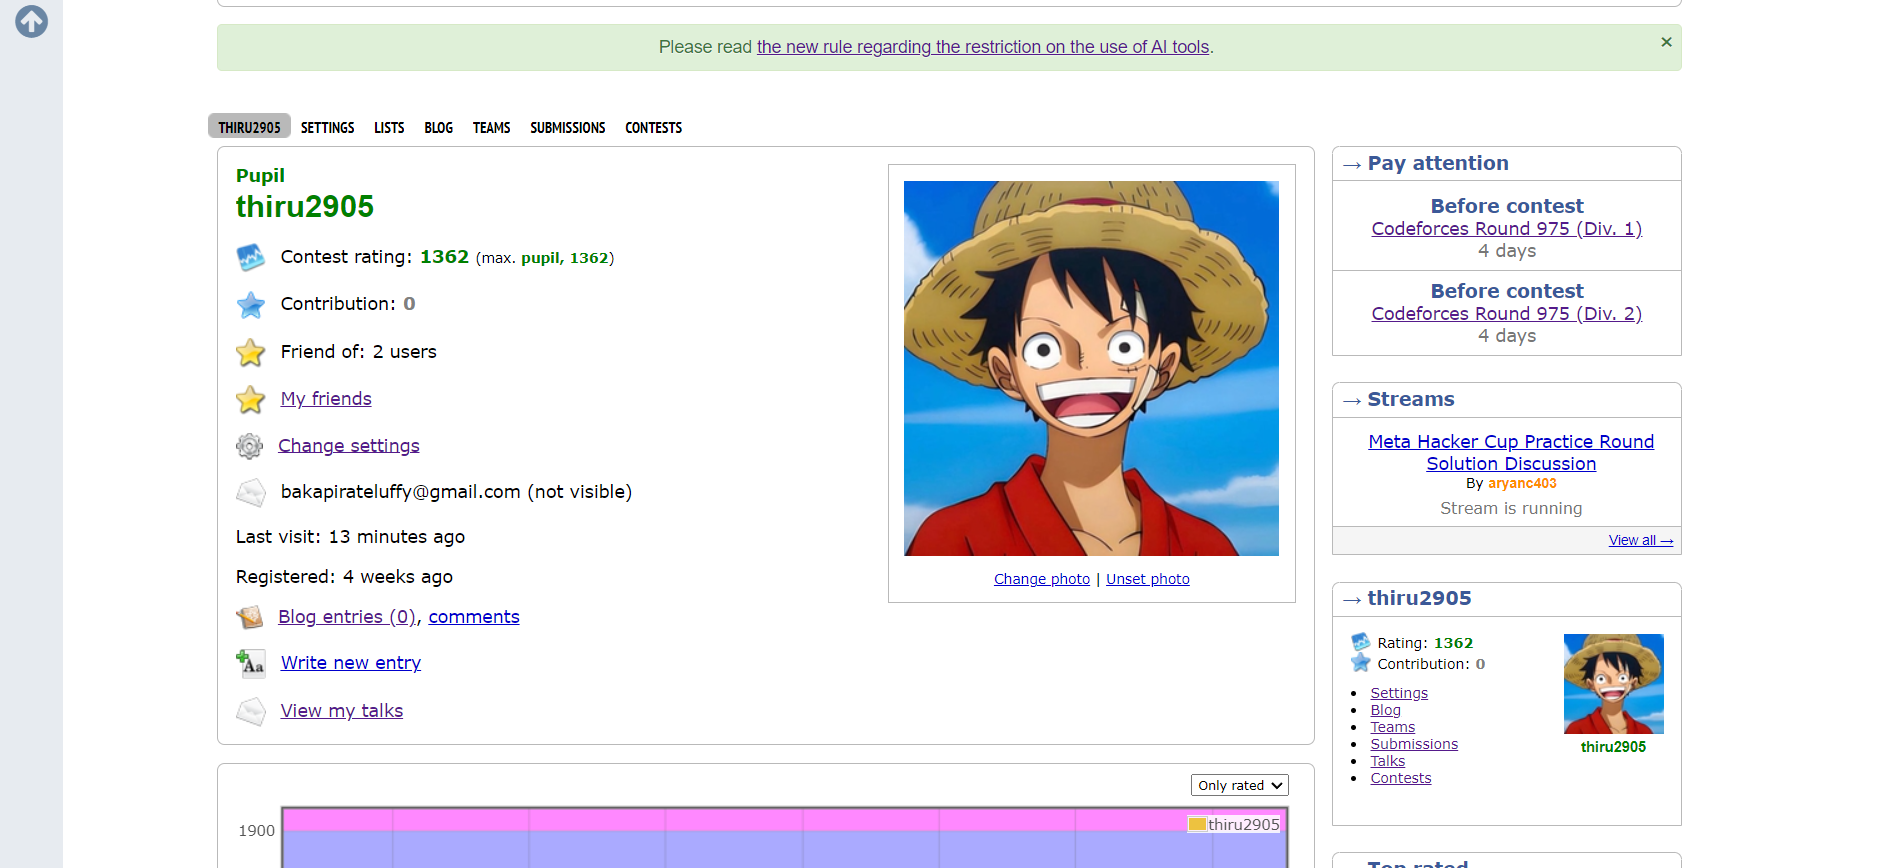 Please read the new rule regarding the restriction on the use of AI tools.
×
THIRU2905 SETTINGS LISTS BLOG TEAMS SUBMISSIONS CONTESTS
Pupil
thiru2905
Contest rating: 1362 (max. pupil, 1362)
Contribution: 0
Friend of: 2 users
My friends
Change settings
bakapirateluffy@gmail.com (not visible)
Last visit: 13 minutes ago
Registered: 4 weeks ago
Blog entries (0), comments
Aa
Write new entry
View my talks
Change photo | Unset photo
Only rated
1900
thiru2905
→ Pay attention
Before contest
Codeforces Round 975 (Div. 1)
4 days
Before contest
Codeforces Round 975 (Div. 2)
4 days
→ Streams
Meta Hacker Cup Practice Round
Solution Discussion
By aryanc403
Stream is running
View all →
→ thiru2905
Rating: 1362
Contribution: 0
• Settings
• Blog
• Teams
• Submissions
• Talks
• Contests
thiru2905
Top rated